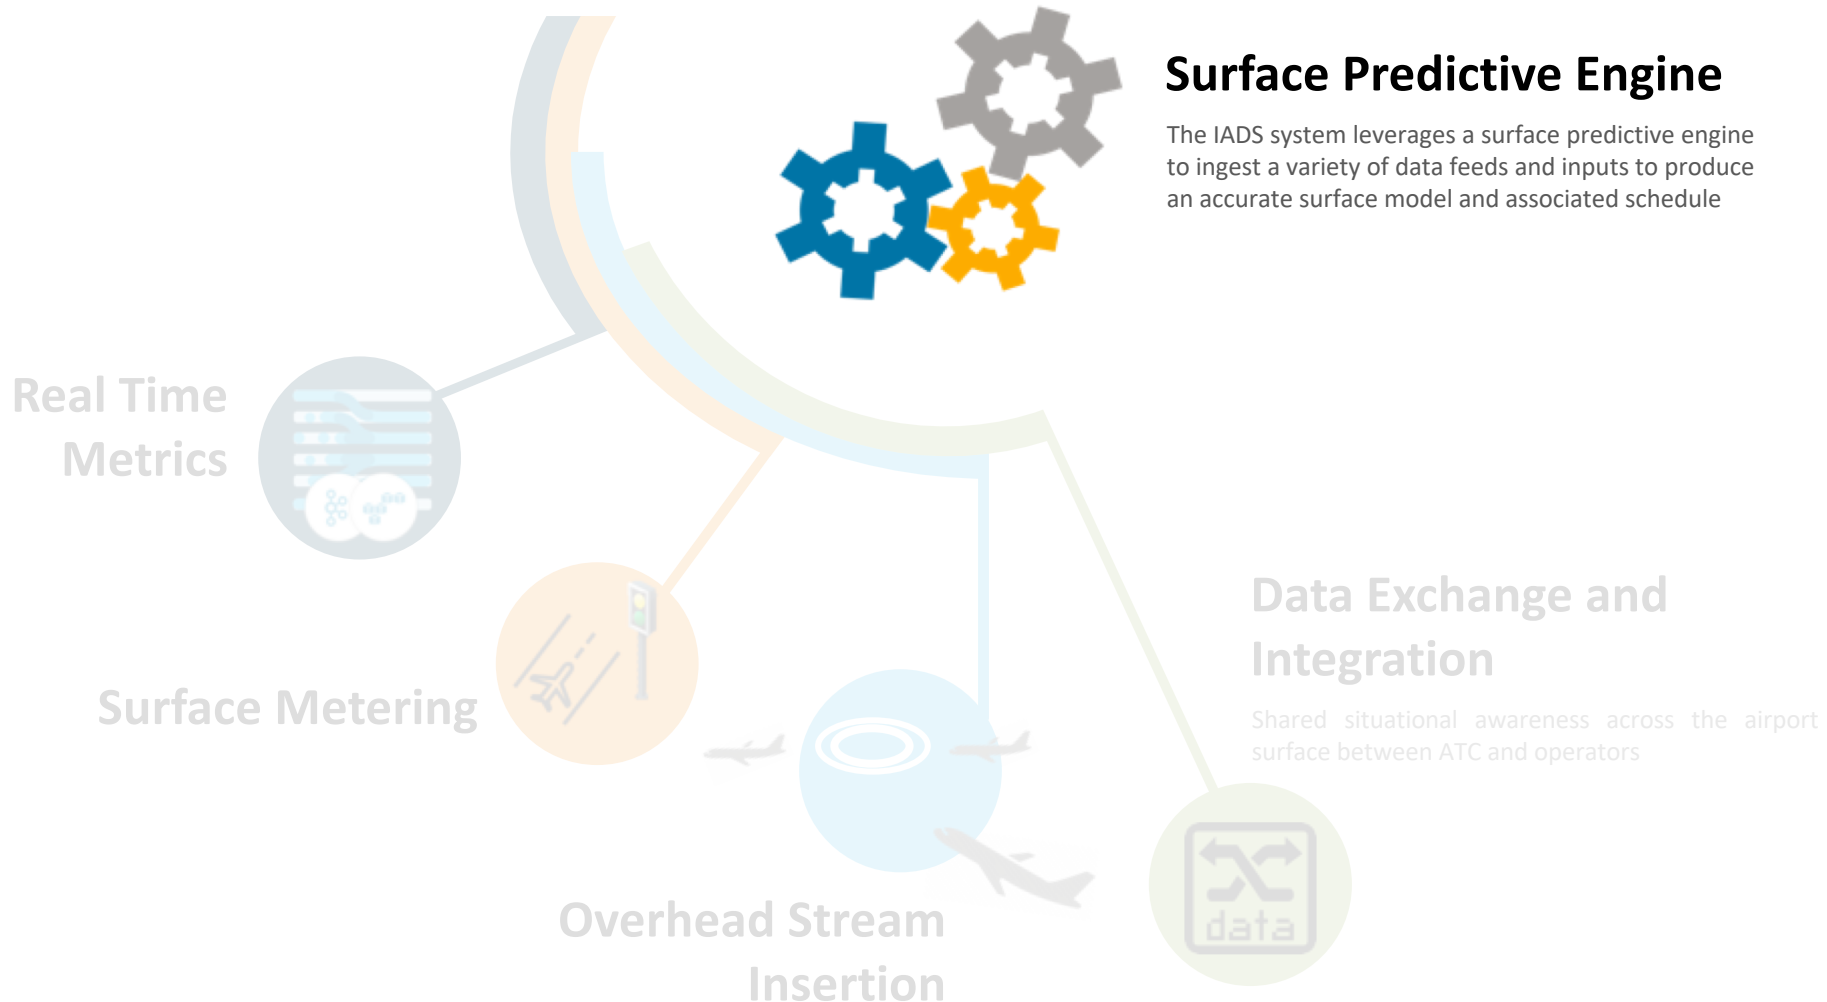 Surface Predictive Engine
The IADS system leverages a surface predictive engine
to ingest a variety of data feeds and inputs to produce
an accurate surface model and associated schedule
Real Time
Metrics
Surface Metering
Data Exchange and
Integration
Shared situational awareness across the airport
surface between ATC and operators
data
Overhead Stream
Insertion